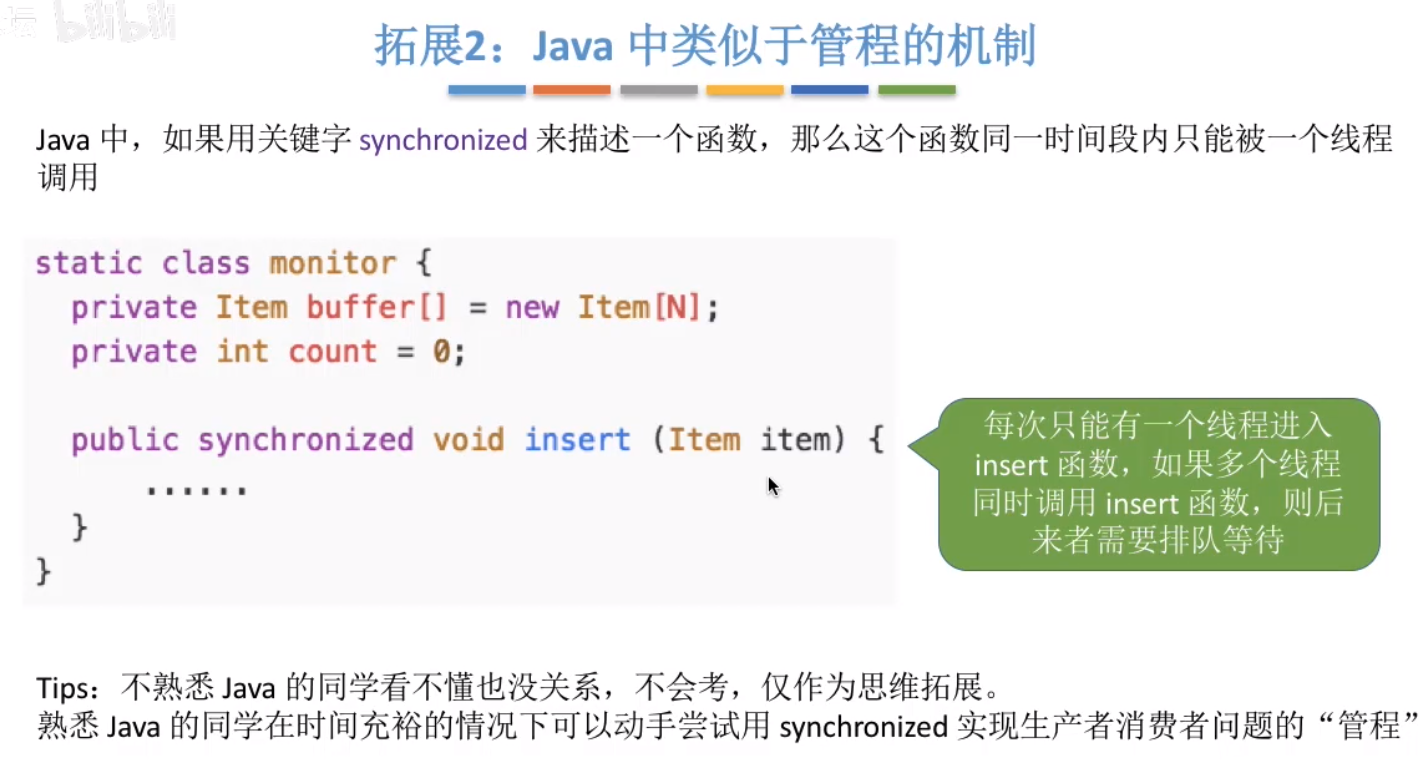 坛 bilibili
拓展2：Java 中类似于管程的机制
Java 中，如果用关键字 synchronized 来描述一个函数，那么这个函数同一时间段内只能被一个线程
调用
static class monitor {
private Item buffer[] = new Item[N];
private int count = 0;
public synchronized void insert (Item item) {
......
}
}
每次只能有一个线程进入
insert 函数，如果多个线程
同时调用 insert 函数，则后
来者需要排队等待
Tips：不熟悉 Java 的同学看不懂也没关系，不会考，仅作为思维拓展。
熟悉 Java 的同学在时间充裕的情况下可以动手尝试用 synchronized 实现生产者消费者问题的“管程”